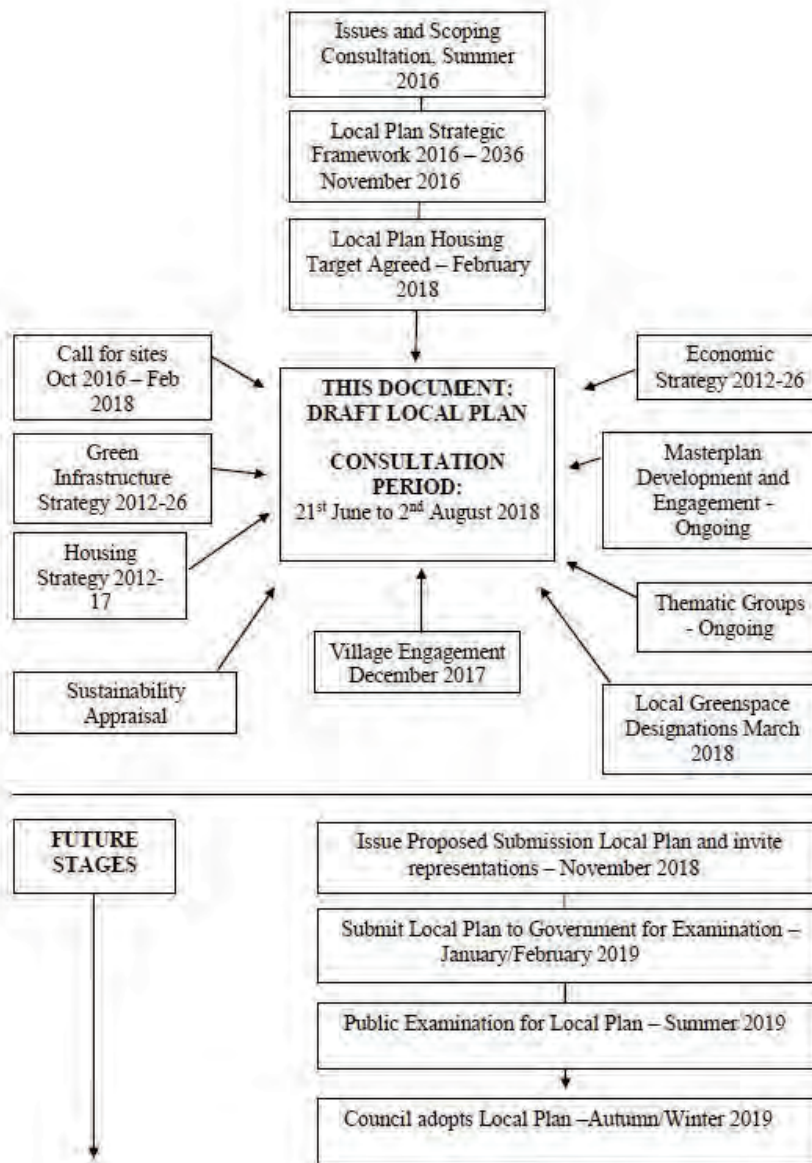 Issues and Scoping
Consultation, Summer
2016
Local Plan Strategic
Framework 2016 – 2036
November 2016
Local Plan Housing
Target Agreed – February
2018
Call for sites
Oct 2016 – Feb
2018
Green
Infrastructure
Strategy 2012-26
Housing
Strategy 2012-
17
Sustainability
Appraisal
THIS DOCUMENT:
DRAFT LOCAL PLAN
CONSULTATION
PERIOD:
21st June to 2nd August 2018
Village Engagement
December 2017
Economic
Strategy 2012-26
Masterplan
Development and
Engagement -
Ongoing
Thematic Groups
- Ongoing
Local Greenspace
Designations March
2018
FUTURE
STAGES
Issue Proposed Submission Local Plan and invite
representations – November 2018
Submit Local Plan to Government for Examination –
January/February 2019
Public Examination for Local Plan – Summer 2019
Council adopts Local Plan –Autumn/Winter 2019